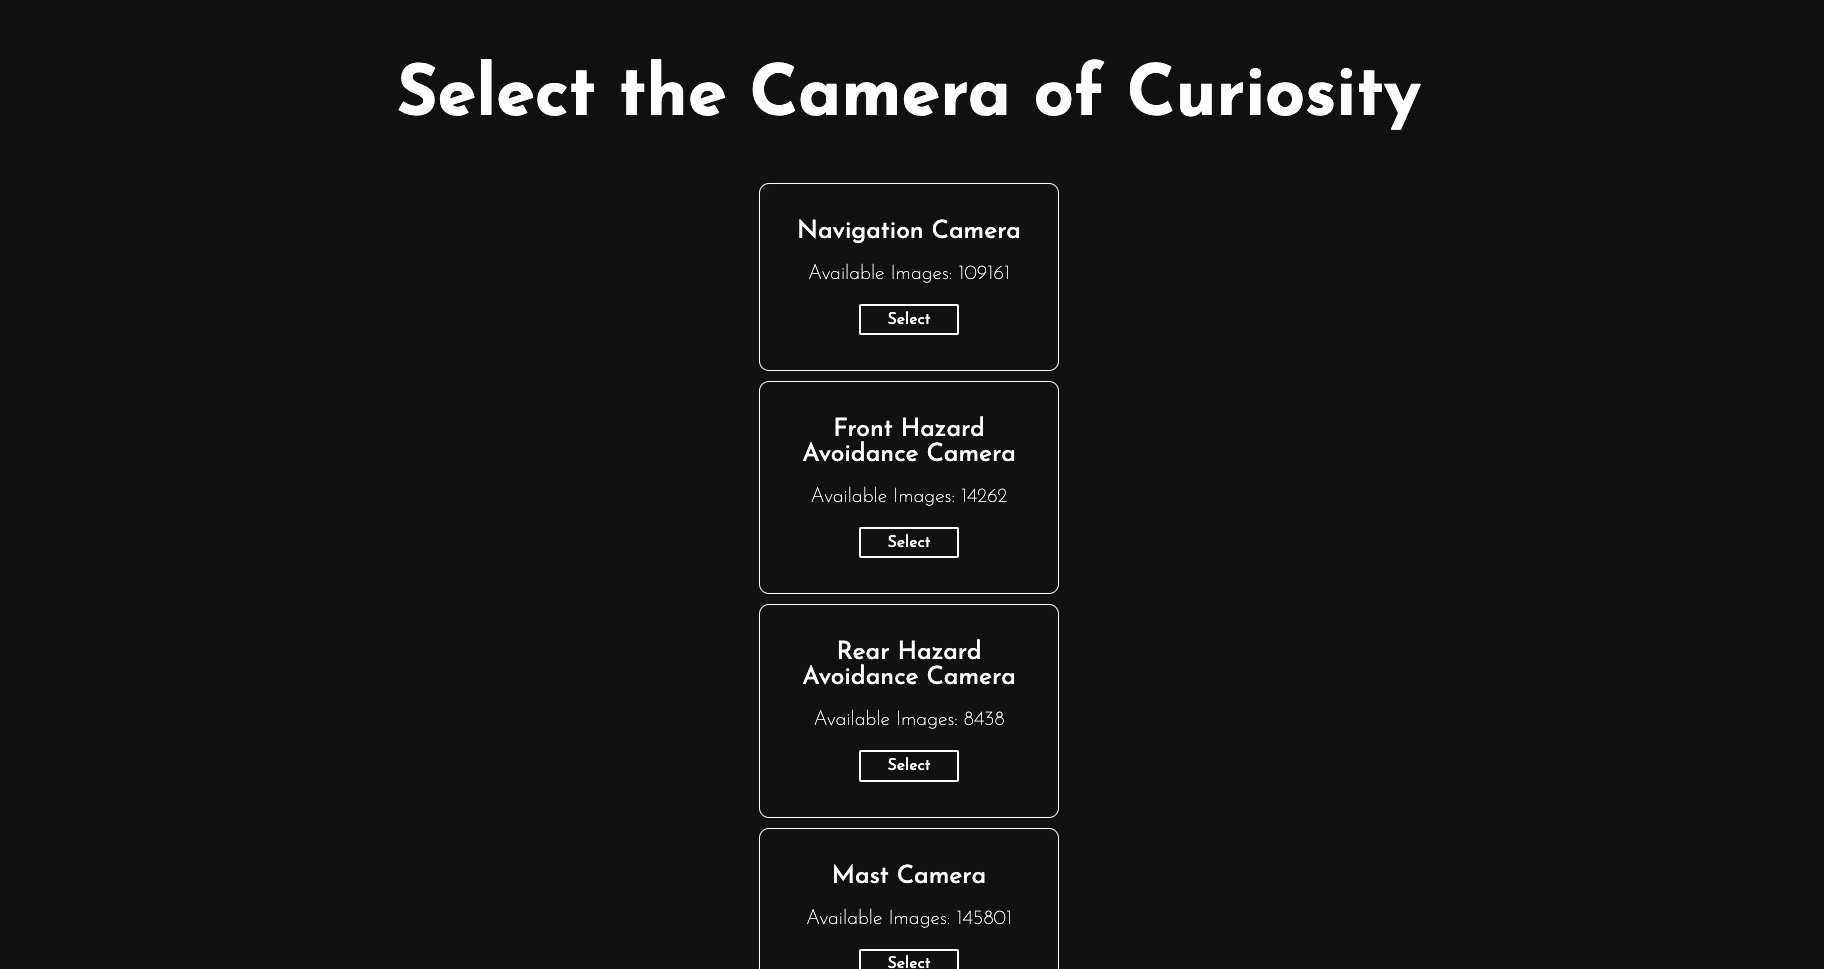 Select the Camera of Curiosity
Navigation Camera
Available Images: 109161
Select
Front Hazard
Avoidance Camera
Available Images: 14262
Select
Rear Hazard
Avoidance Camera
Available Images: 8438
Select
Mast Camera
Available Images: 145801
Select